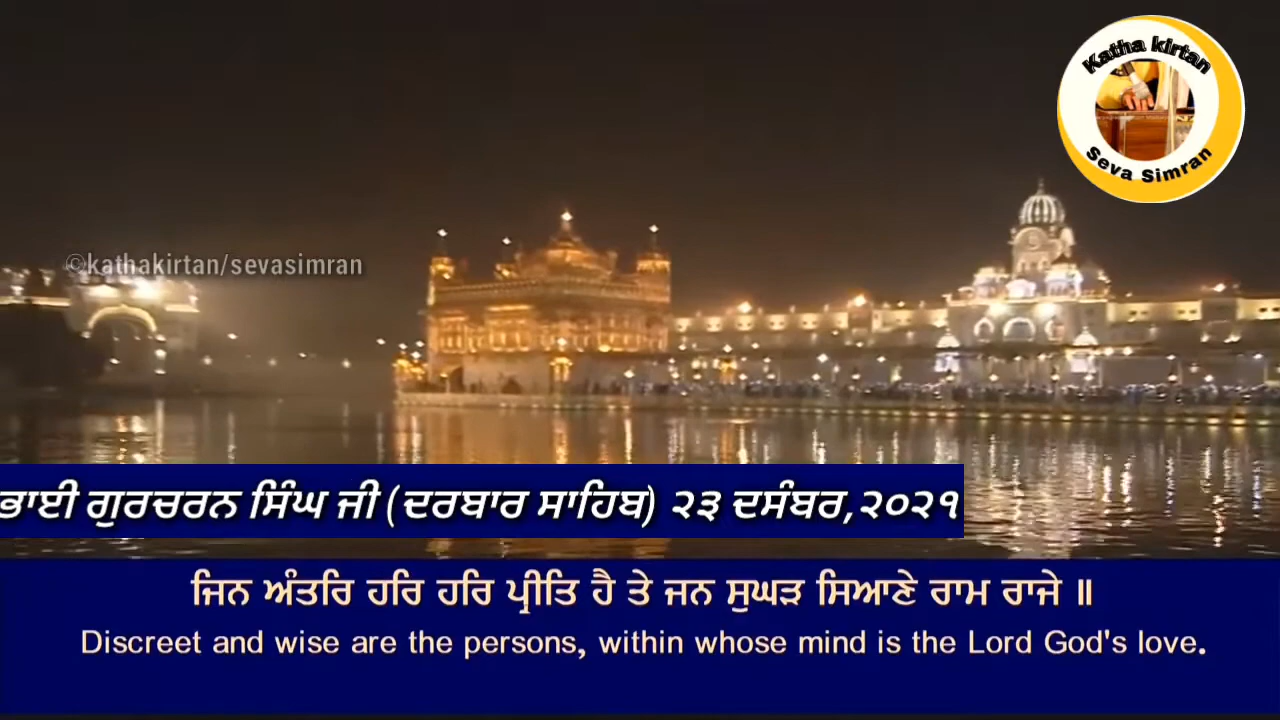 Katha kirtan
Seva Simran
©kathakirtan/sevasimran
ਭਾਈ ਗੁਰਚਰਨ ਸਿੰਘ ਜੀ (ਦਰਬਾਰ ਸਾਹਿਬ) ੨੩ ਦਸੰਬਰ,੨੦੨੧
ਜਿਨ ਅੰਤਰਿ ਹਰਿ ਹਰਿ ਪ੍ਰੀਤਿ ਹੈ ਤੇ ਜਨ ਸੁਘੜ ਸਿਆਣੇ ਰਾਮ ਰਾਜੇ ॥
Discreet and wise are the persons, within whose mind is the Lord God's love.